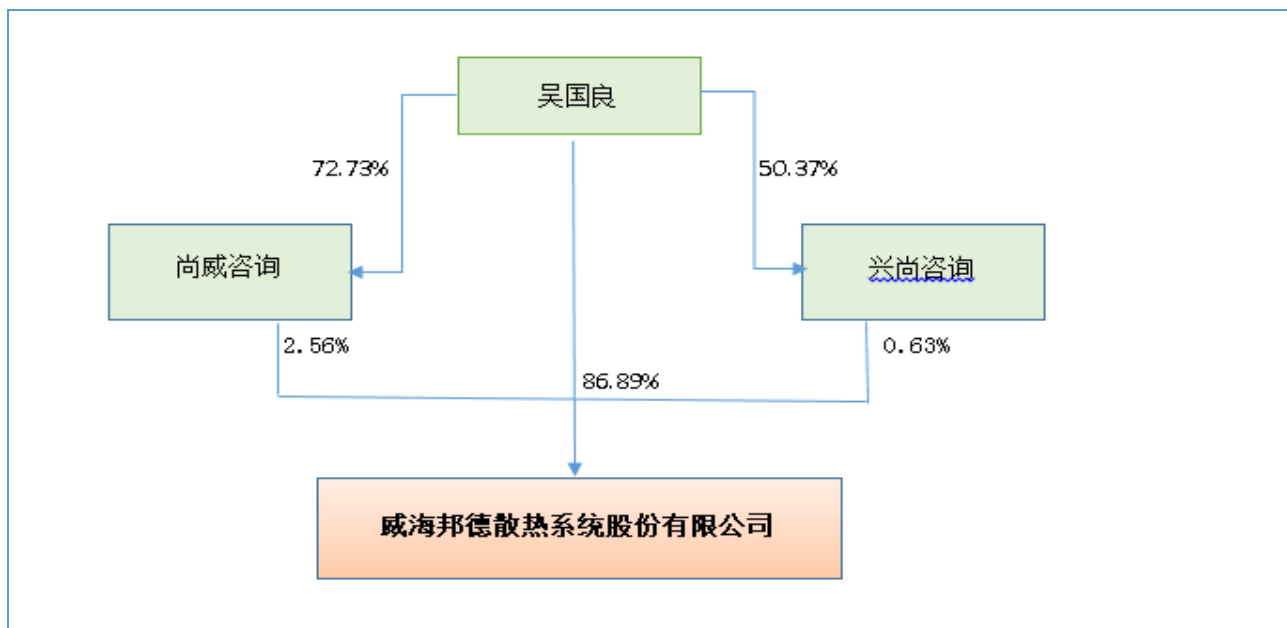 吴国良
72.73%
50.37%
尚威咨询
兴尚咨询
2.56%
0.63%
86.89%
威海邦德散热系统股份有限公司